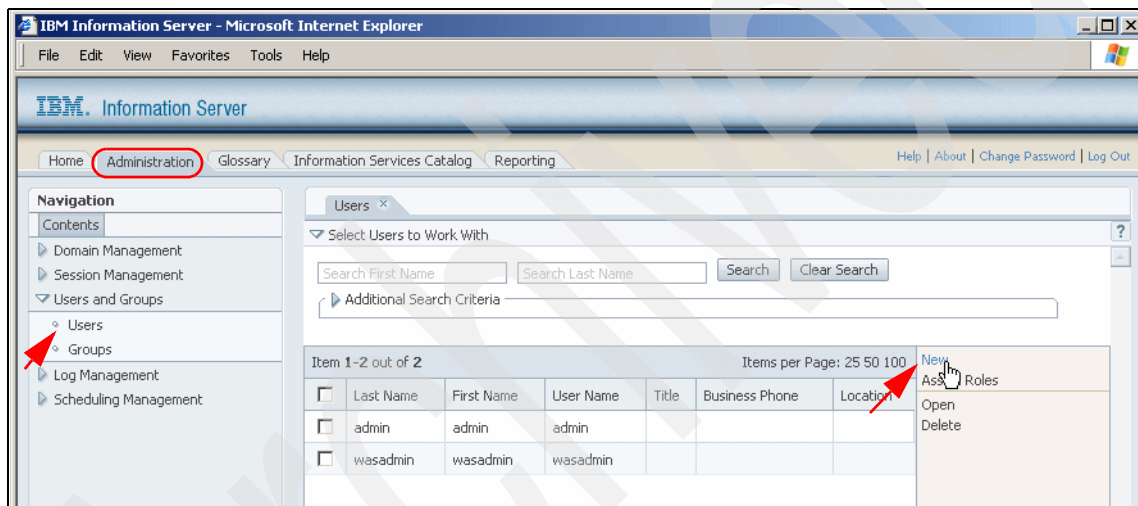 IBM Information Server - Microsoft Internet Explorer
File Edit View Favorites Tools Help
IBM. Information Server
Home Administration Glossary Information Services Catalog Reporting Help | About | Change Password | Log Out
Navigation
Contents
Domain Management
Session Management
Users and Groups
Users
Groups
Log Management
Scheduling Management
Users
Select Users to Work With
?
Search First Name Search Last Name Search Clear Search
Additional Search Criteria
Item 1-2 out of 2 Items per Page: 25 50 100
Last Name First Name User Name Title Business Phone Location
admin admin admin
wasadmin wasadmin wasadmin
New
Roles
Open
Delete